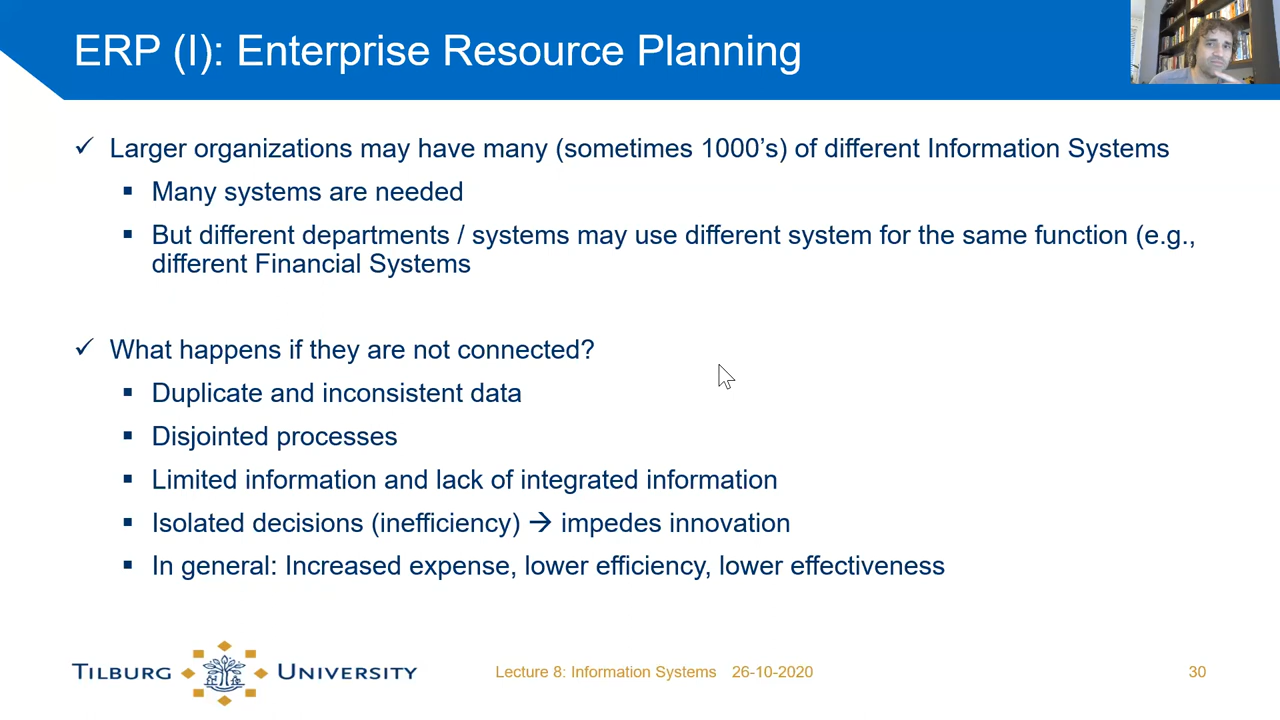 ERP (I): Enterprise Resource Planning
✓ Larger organizations may have many (sometimes 1000’s) of different Information Systems
▪ Many systems are needed
▪ But different departments / systems may use different system for the same function (e.g.,
different Financial Systems
✓ What happens if they are not connected?
▪ Duplicate and inconsistent data
▪ Disjointed processes
▪ Limited information and lack of integrated information
▪ Isolated decisions (inefficiency) → impedes innovation
▪ In general: Increased expense, lower efficiency, lower effectiveness
TILBURG UNIVERSITY
Lecture 8: Information Systems 26-10-2020
30